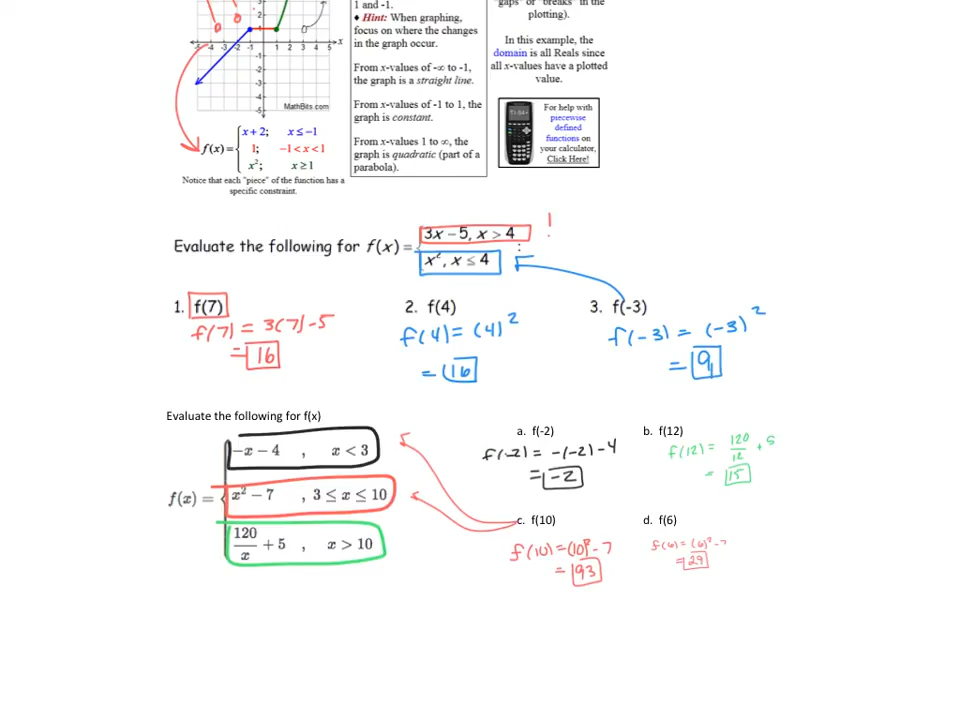 1 and -1.
♦ Hint: When graphing,
focus on where the changes
in the graph occur.
From x-values of -∞ to -1,
the graph is a straight line.
From x-values of -1 to 1, the
graph is constant.
From x-values 1 to ∞, the
graph is quadratic (part of a
parabola).
"gaps" or "breaks" in the
plotting).
In this example, the
domain is all Reals since
all x-values have a plotted
value.
For help with
piecewise
defined
functions on
your calculator,
Click Here!
MathBits.com
f(x) = { x + 2; x ≤ -1
1; -1 < x < 1
x²; x ≥ 1
Notice that each "piece" of the function has a
specific constraint.
Evaluate the following for f(x) = { 3x - 5, x > 4 !
x², x ≤ 4
1. f(7)
f(7) = 3(7) - 5
= 16
2. f(4)
f(4) = (4)²
= 16
3. f(-3)
f(-3) = (-3)²
= 9
Evaluate the following for f(x)
f(x) = { -x - 4 , x < 3
x² - 7 , 3 ≤ x ≤ 10
120/x + 5 , x > 10
a. f(-2)
f(-2) = -(-2) - 4
= -2
b. f(12)
f(12) = 120/12 + 5
= 15
c. f(10)
f(10) = (10)² - 7
= 93
d. f(6)
f(6) = (6)² - 7
= 29